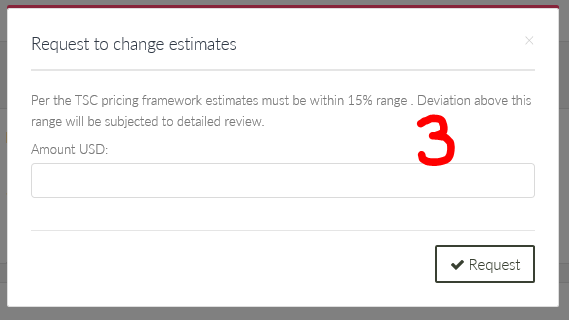 Request to change estimates ×
Per the TSC pricing framework estimates must be within 15% range . Deviation above this
range will be subjected to detailed review.
3
Amount USD:
✔ Request